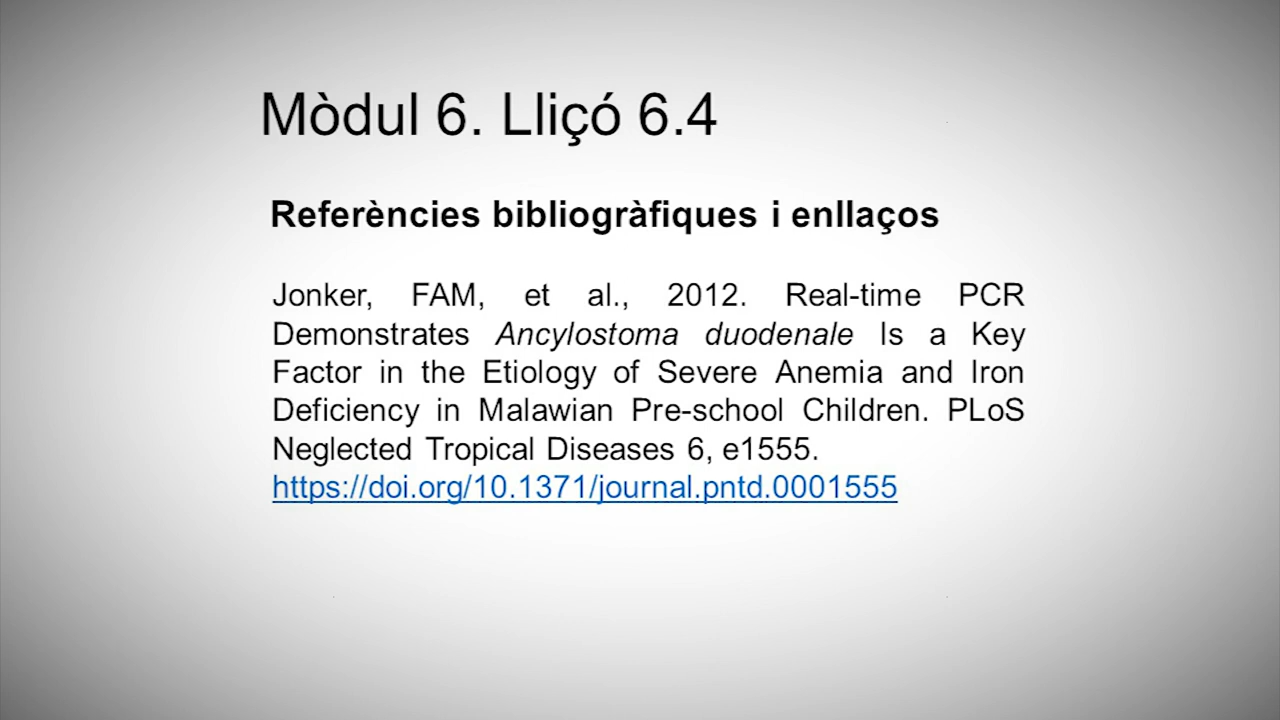 Mòdul 6. Lliçó 6.4
Referències bibliogràfiques i enllaços
Jonker, FAM, et al., 2012. Real-time PCR
Demonstrates Ancylostoma duodenale Is a Key
Factor in the Etiology of Severe Anemia and Iron
Deficiency in Malawian Pre-school Children. PLoS
Neglected Tropical Diseases 6, e1555.
https://doi.org/10.1371/journal.pntd.0001555